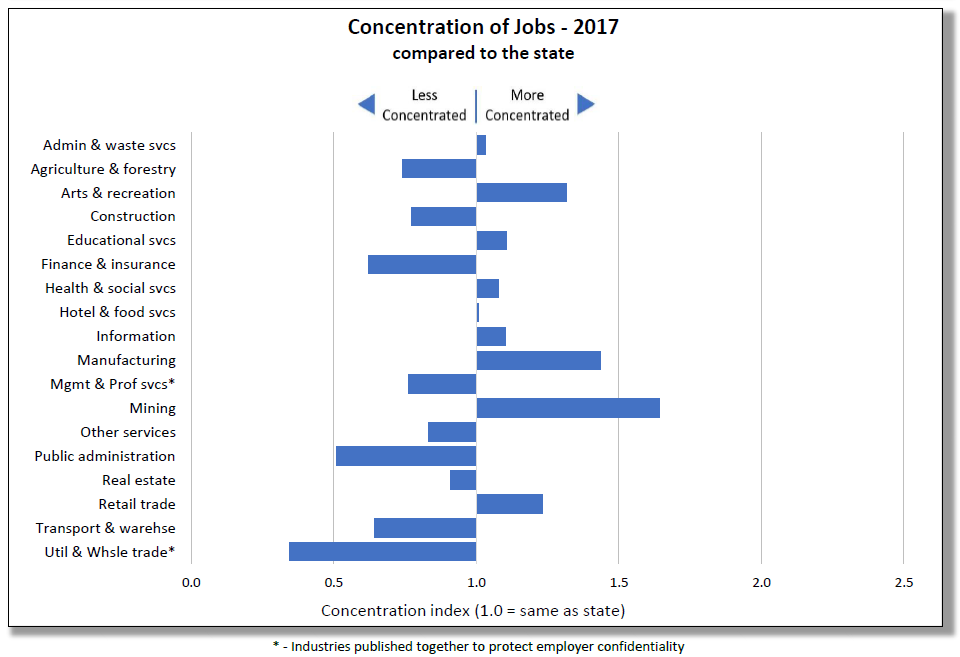 Concentration of Jobs - 2017
compared to the state
Less
Concentrated
More
Concentrated
Admin & waste svcs
Agriculture & forestry
Arts & recreation
Construction
Educational svcs
Finance & insurance
Health & social svcs
Hotel & food svcs
Information
Manufacturing
Mgmt & Prof svcs*
Mining
Other services
Public administration
Real estate
Retail trade
Transport & warehse
Util & Whsle trade*
0.0 0.5 1.0 1.5 2.0 2.5
Concentration index (1.0 = same as state)
* - Industries published together to protect employer confidentiality